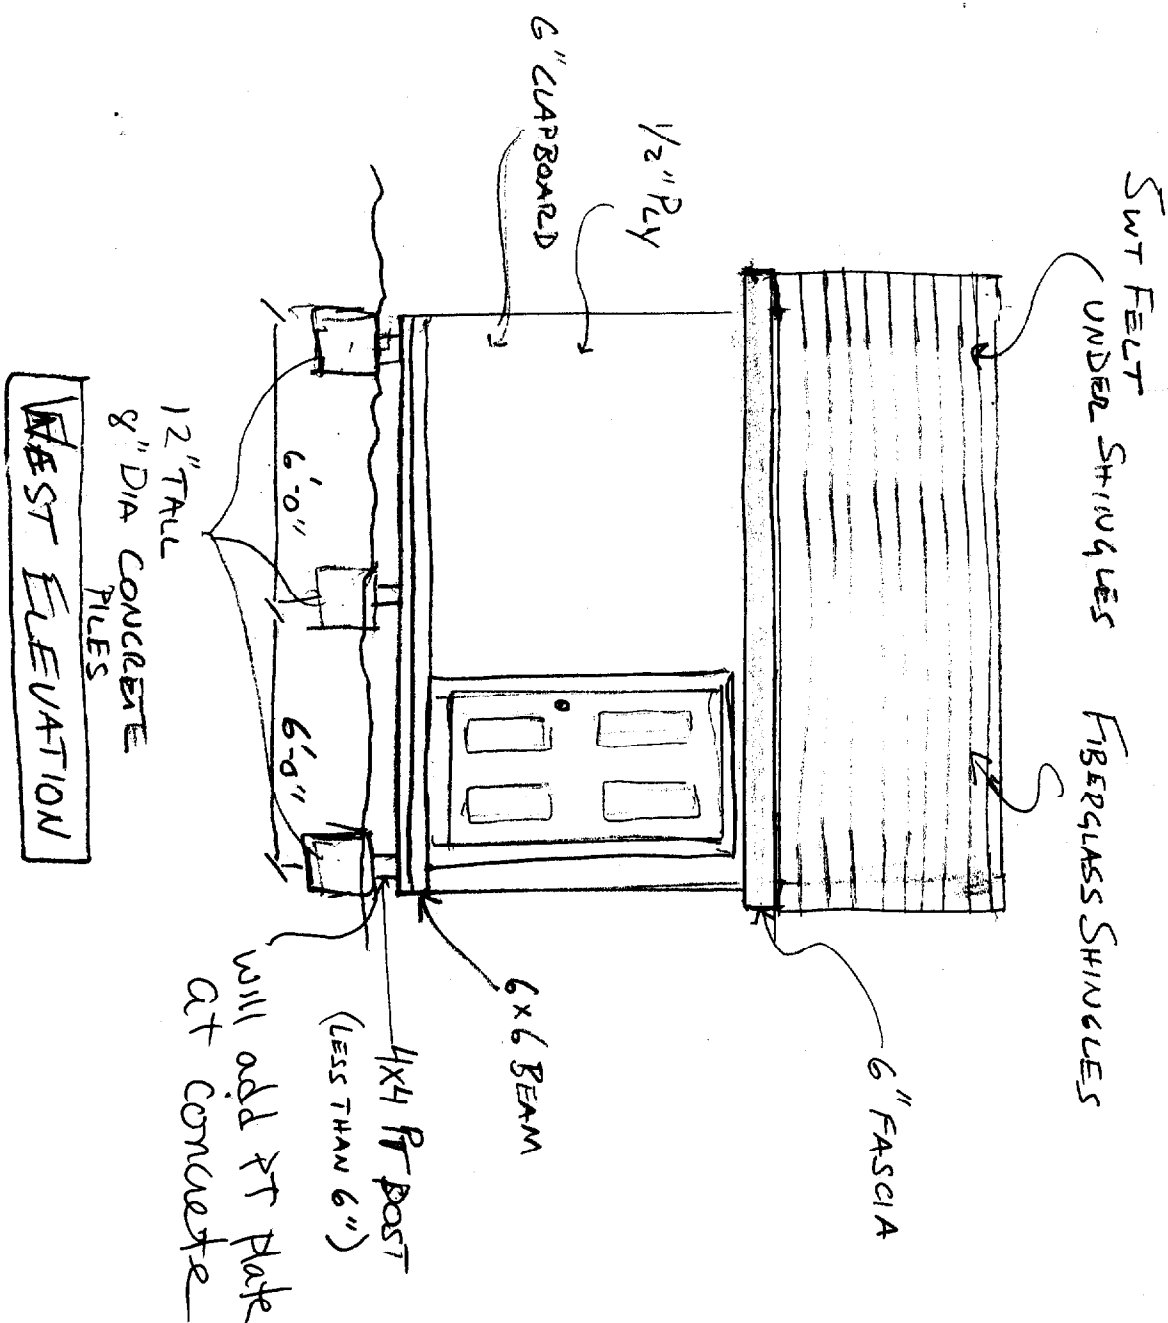 5WT FELT
UNDER SHINGLES
FIBERGLASS SHINGLES
6" FASCIA
1/2" PLY
6" CLAPBOARD
6x6 BEAM
4x4 PT POST
(LESS THAN 6")
will add PT Plate
at concrete
6'-0"
6'-0"
12" TALL
8" DIA CONCRETE
PILES
WEST ELEVATION